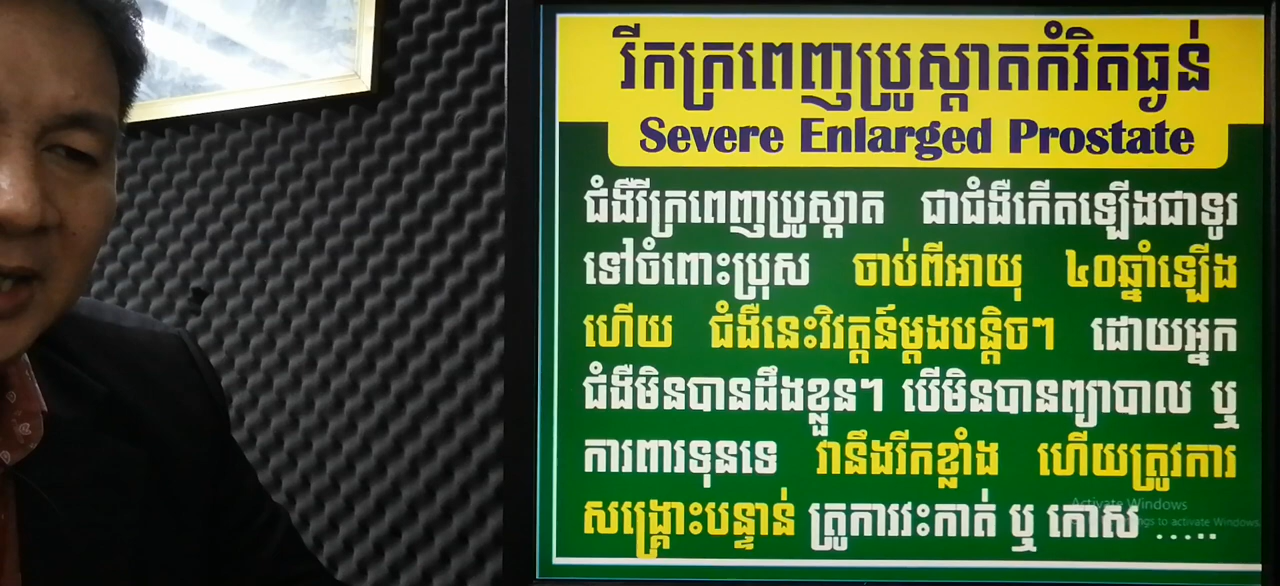 រីកក្រពេញប្រូស្តាតកំរិតធ្ងន់
Severe Enlarged Prostate
ជំងឺរីក្រពេញប្រូស្តាត ជាជំងឺកើតឡើងជាទូរ
ទៅចំពោះប្រុស ចាប់ពីអាយុ ៤០ឆ្នាំឡើង
ហើយ ជំងឺនេះវិវត្តន៍ម្តងបន្តិចៗ ដោយអ្នក
ជំងឺមិនបានដឹងខ្លួន។ បើមិនបានព្យាបាល ឬ
ការពារទុនទេ វានឹងរីកខ្លាំង ហើយត្រូវការ
សង្គ្រោះបន្ទាន់ ត្រូការវះកាត់ ឬ កោស .....
Activate Windows
ngs to activate Windows.